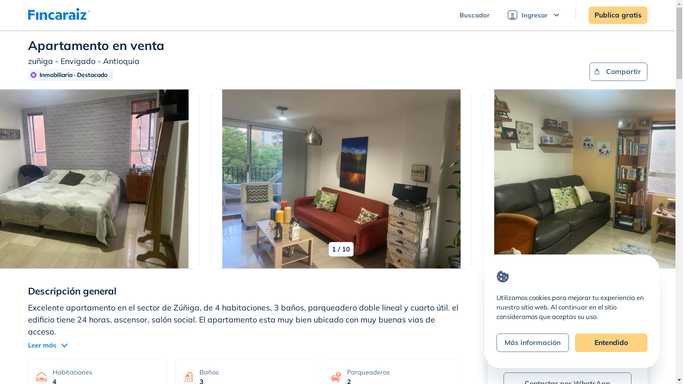 Fincaraiz
Buscador
Ingresar
Publica gratis
Apartamento en venta
zuñiga - Envigado - Antioquia
Inmobiliaria · Destacado
Compartir
1 / 10
Descripción general
Excelente apartamento en el sector de Zúñiga, de 4 habitaciones, 3 baños, parqueadero doble lineal y cuarto útil. el
edificio tiene 24 horas, ascensor, salón social. El apartamento esta muy bien ubicado con muy buenas vias de
acceso.
Leer más
Habitaciones
4
Baños
3
Parqueaderos
2
Utilizamos cookies para mejorar tu experiencia en
nuestro sitio web. Al continuar en el sitio
consideramos que aceptas su uso.
Más información
Entendido
Contactar por WhatsApp